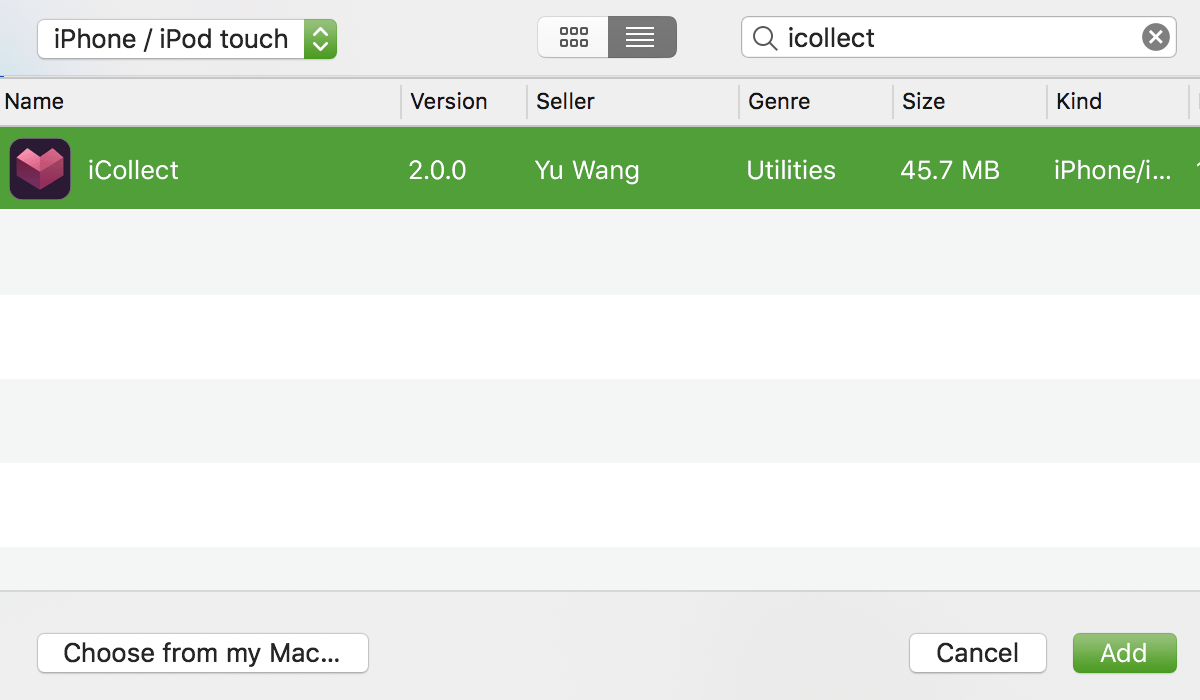 iPhone / iPod touch icollect
Name Version Seller Genre Size Kind
iCollect 2.0.0 Yu Wang Utilities 45.7 MB iPhone/i...
Choose from my Mac... Cancel Add